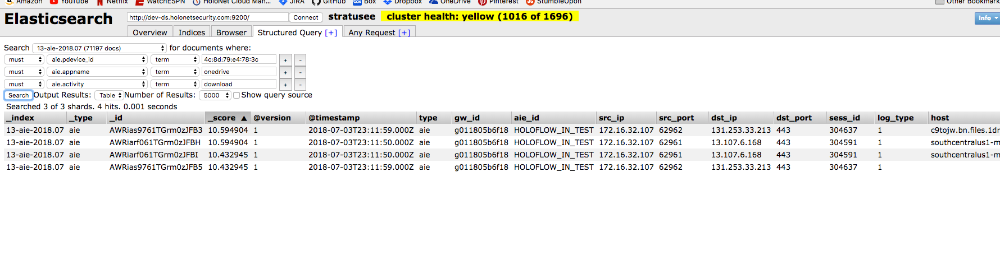 Amazon YouTube Netflix WatchESPN HoloNet Cloud Man... JIRA GitHub box Box Dropbox OneDrive Pinterest StumbleUpon Other Bookmark
Elasticsearch http://dev-ds.holonetsecurity.com:9200/ Connect stratusee cluster health: yellow (1016 of 1696) Info
Overview Indices Browser Structured Query [+] Any Request [+]
Search 13-aie-2018.07 (71197 docs) for documents where:
must aie.pdevice_id term 4c:8d:79:e4:78:3c + -
must aie.appname term onedrive + -
must aie.activity term download + -
Search Output Results: Table Number of Results: 5000 Show query source
Searched 3 of 3 shards. 4 hits. 0.001 seconds
_index _type _id _score ▲ @version @timestamp type gw_id aie_id src_ip src_port dst_ip dst_port sess_id log_type host
13-aie-2018.07 aie AWRias9761TGrm0zJFB3 10.594904 1 2018-07-03T23:11:59.000Z aie g011805b6f18 HOLOFLOW_IN_TEST 172.16.32.107 62962 131.253.33.213 443 304637 1 c9tojw.bn.files.1dr
13-aie-2018.07 aie AWRiarf061TGrm0zJFBH 10.594904 1 2018-07-03T23:11:50.000Z aie g011805b6f18 HOLOFLOW_IN_TEST 172.16.32.107 62961 13.107.6.168 443 304591 1 southcentralus1-m
13-aie-2018.07 aie AWRiarf061TGrm0zJFBI 10.432945 1 2018-07-03T23:11:50.000Z aie g011805b6f18 HOLOFLOW_IN_TEST 172.16.32.107 62961 13.107.6.168 443 304591 1 southcentralus1-m
13-aie-2018.07 aie AWRias9761TGrm0zJFB5 10.432945 1 2018-07-03T23:11:59.000Z aie g011805b6f18 HOLOFLOW_IN_TEST 172.16.32.107 62962 131.253.33.213 443 304637 1